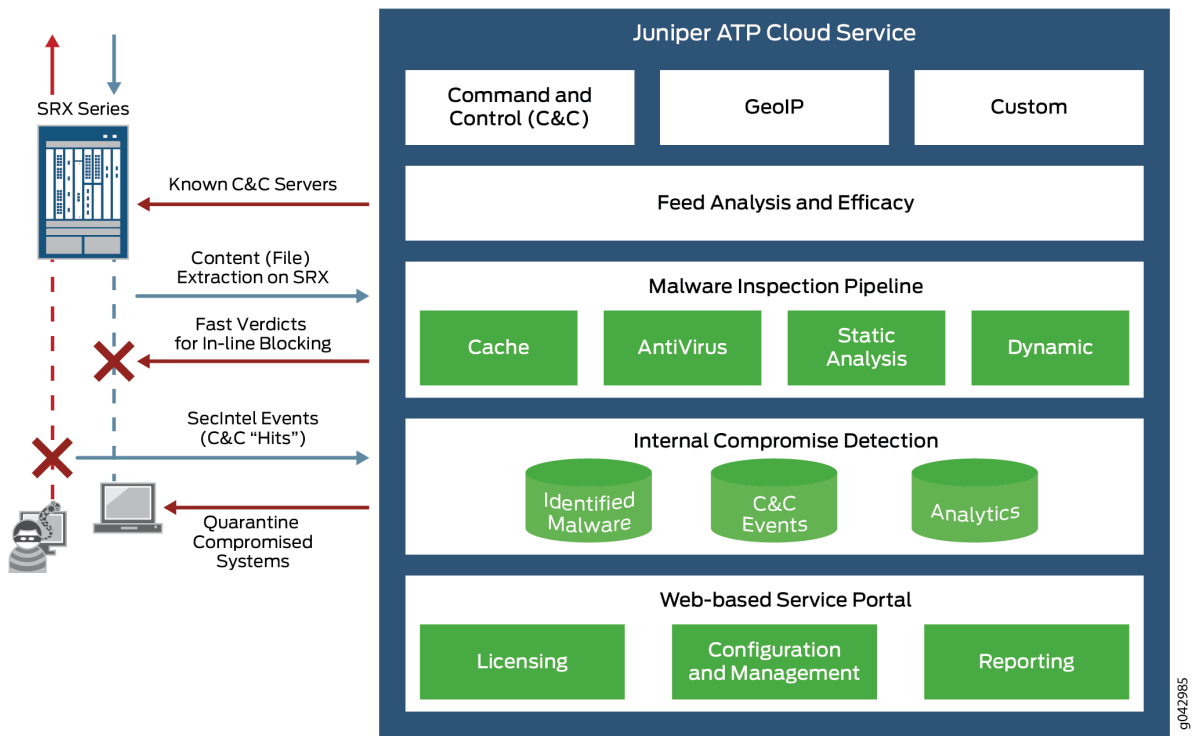 Juniper ATP Cloud Service
SRX Series
Command and
Control (C&C)
GeoIP
Custom
Known C&C Servers
Feed Analysis and Efficacy
Content (File)
Extraction on SRX
Malware Inspection Pipeline
Fast Verdicts
for In-line Blocking
Cache
AntiVirus
Static
Analysis
Dynamic
SecIntel Events
(C&C “Hits”)
Internal Compromise Detection
Identified
Malware
C&C
Events
Analytics
Quarantine
Compromised
Systems
Web-based Service Portal
Licensing
Configuration
and Management
Reporting
g042985